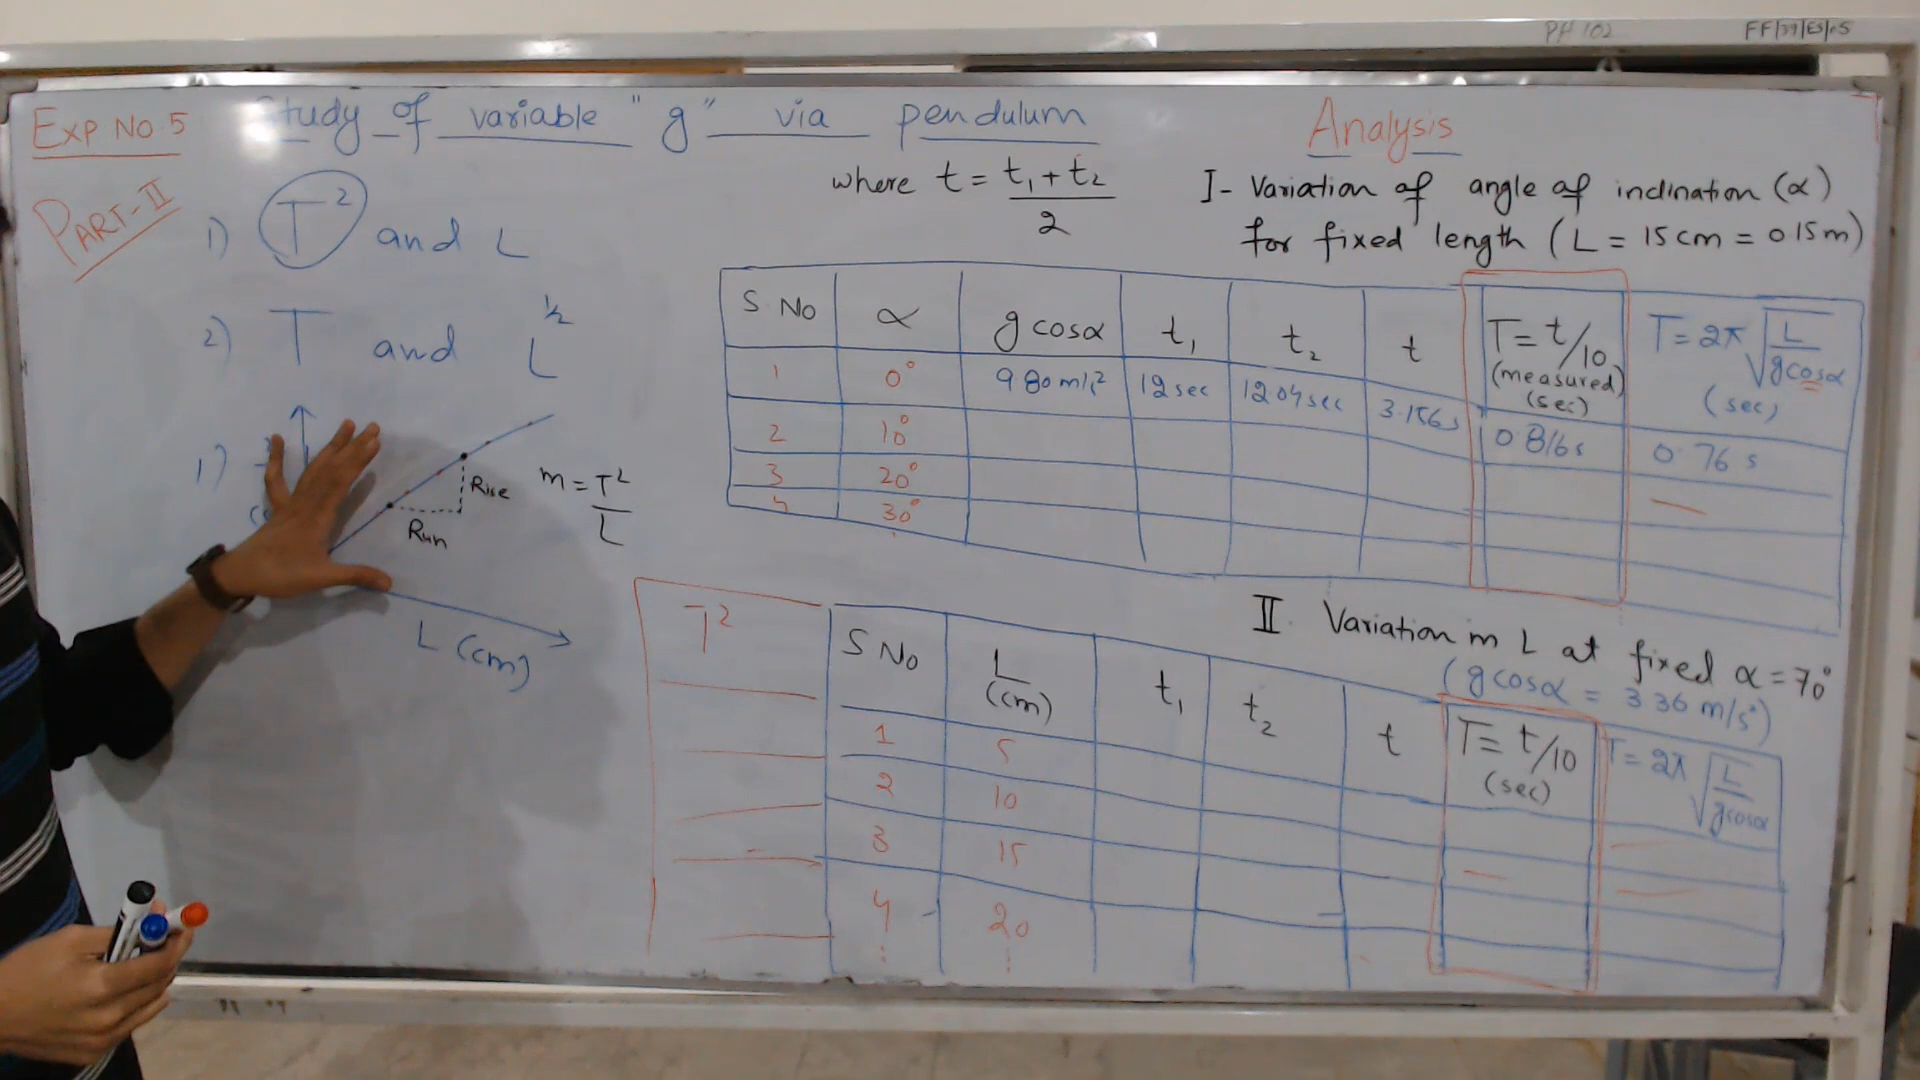 PH 102
FF/39/ES/05
EXP NO 5
Study of variable "g" via pendulum
Analysis
PART-II
1) T² and L
where t = t₁ + t₂ / 2
I- Variation of angle of inclination (α)
for fixed length (L = 15 cm = 0 15m)
2) T and L^½
S No α g cosα t₁ t₂ t T = t/10 (measured) (sec) T = 2π √(L / g cosα) (sec)
1 0° 9 80 m/s² 12 sec 12 04 sec 3.156 s 0 816 s 0 76 s
2 10°
3 20°
4 30°
1)
Rise
Run
m = T² / L
L (cm)
II Variation in L at fixed α = 70°
(g cosα = 3 36 m/s²)
T² S No L (cm) t₁ t₂ t T = t/10 (sec) T = 2π √(L / g cosα)
1 5
2 10
3 15
4 20